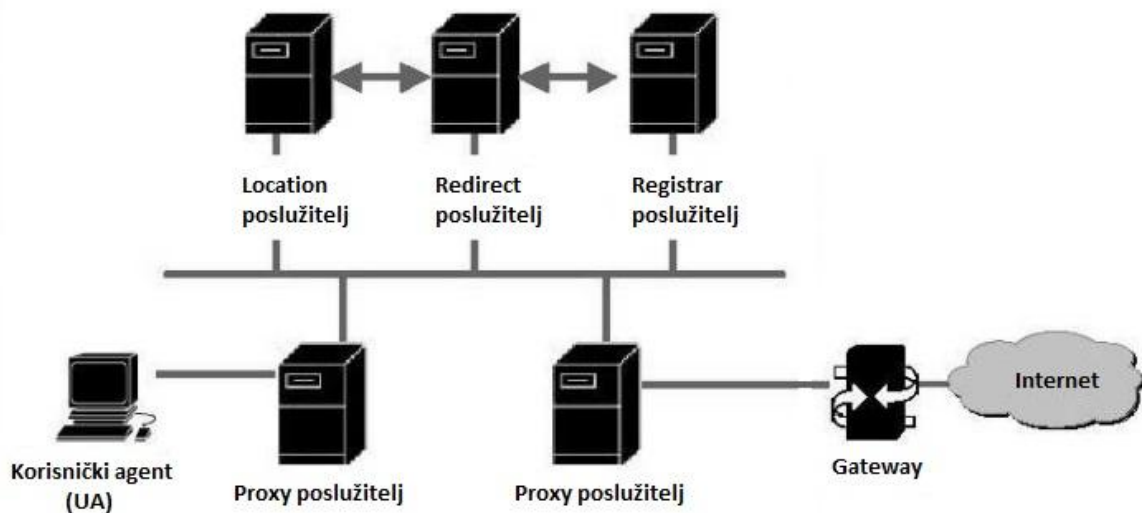 Location
poslužitelj
Redirect
poslužitelj
Registrar
poslužitelj
Korisnički agent
(UA)
Proxy poslužitelj
Proxy poslužitelj
Gateway
Internet